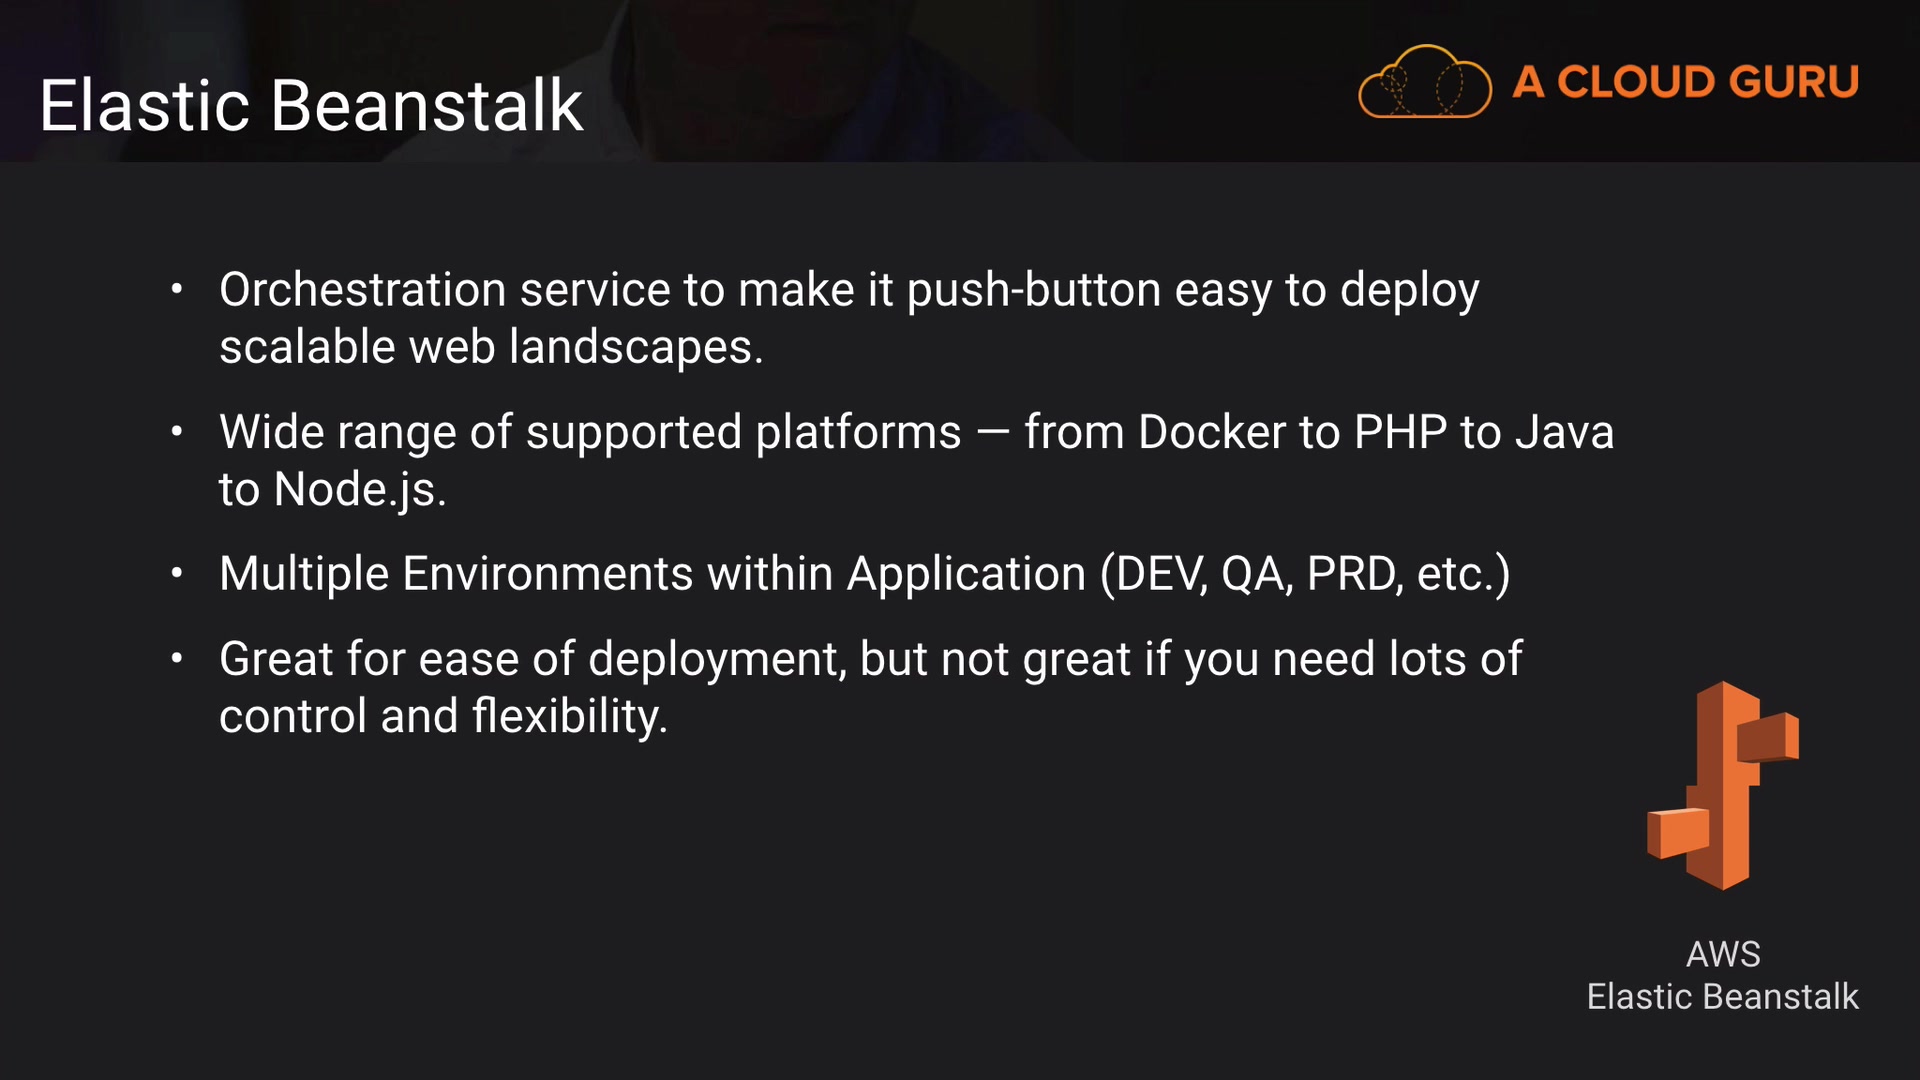 Elastic Beanstalk
A CLOUD GURU
• Orchestration service to make it push-button easy to deploy
scalable web landscapes.
• Wide range of supported platforms — from Docker to PHP to Java
to Node.js.
• Multiple Environments within Application (DEV, QA, PRD, etc.)
• Great for ease of deployment, but not great if you need lots of
control and flexibility.
AWS
Elastic Beanstalk